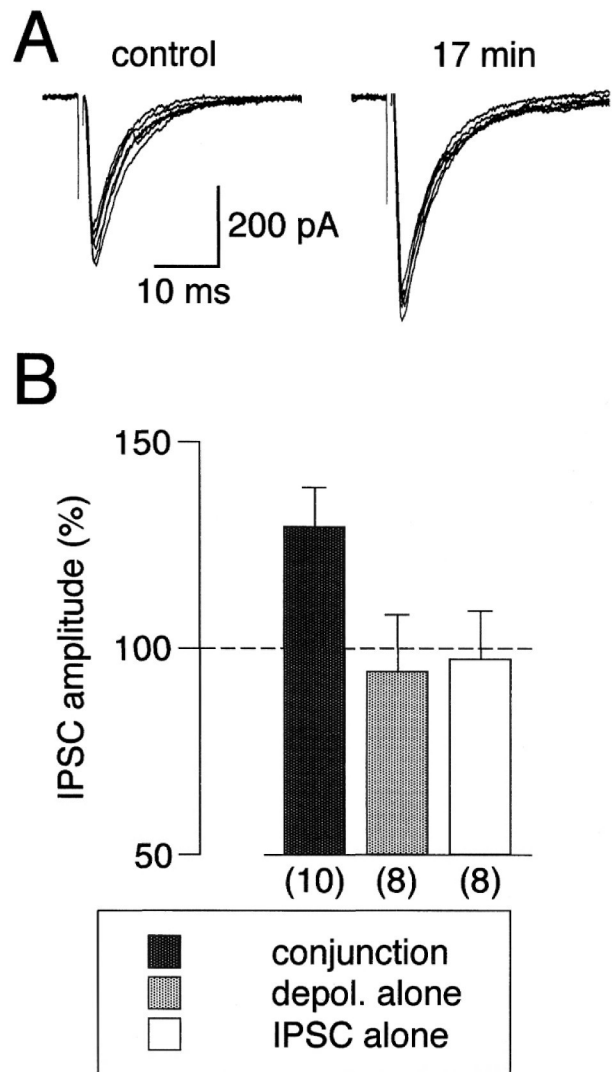 A
control
17 min
200 pA
10 ms
B
IPSC amplitude (%)
150
100
50
(10) (8) (8)
conjunction
depol. alone
IPSC alone